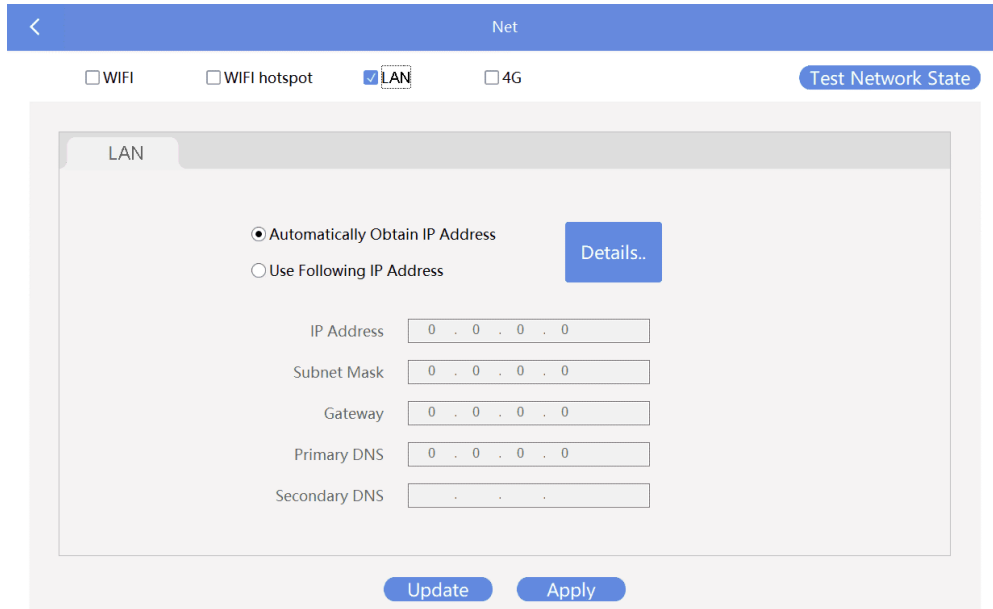 Net
WIFI WIFI hotspot LAN 4G Test Network State
LAN
Automatically Obtain IP Address
Details..
Use Following IP Address
IP Address 0 . 0 . 0 . 0
Subnet Mask 0 . 0 . 0 . 0
Gateway 0 . 0 . 0 . 0
Primary DNS 0 . 0 . 0 . 0
Secondary DNS . . .
Update Apply